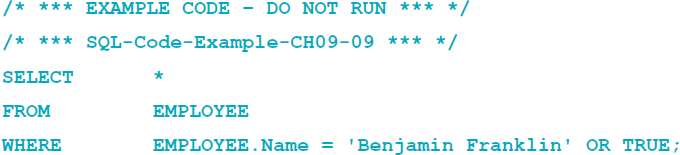 /* *** EXAMPLE CODE – DO NOT RUN *** */
/* *** SQL-Code-Example-CH09-09 *** */
SELECT *
FROM EMPLOYEE
WHERE EMPLOYEE.Name = 'Benjamin Franklin' OR TRUE;